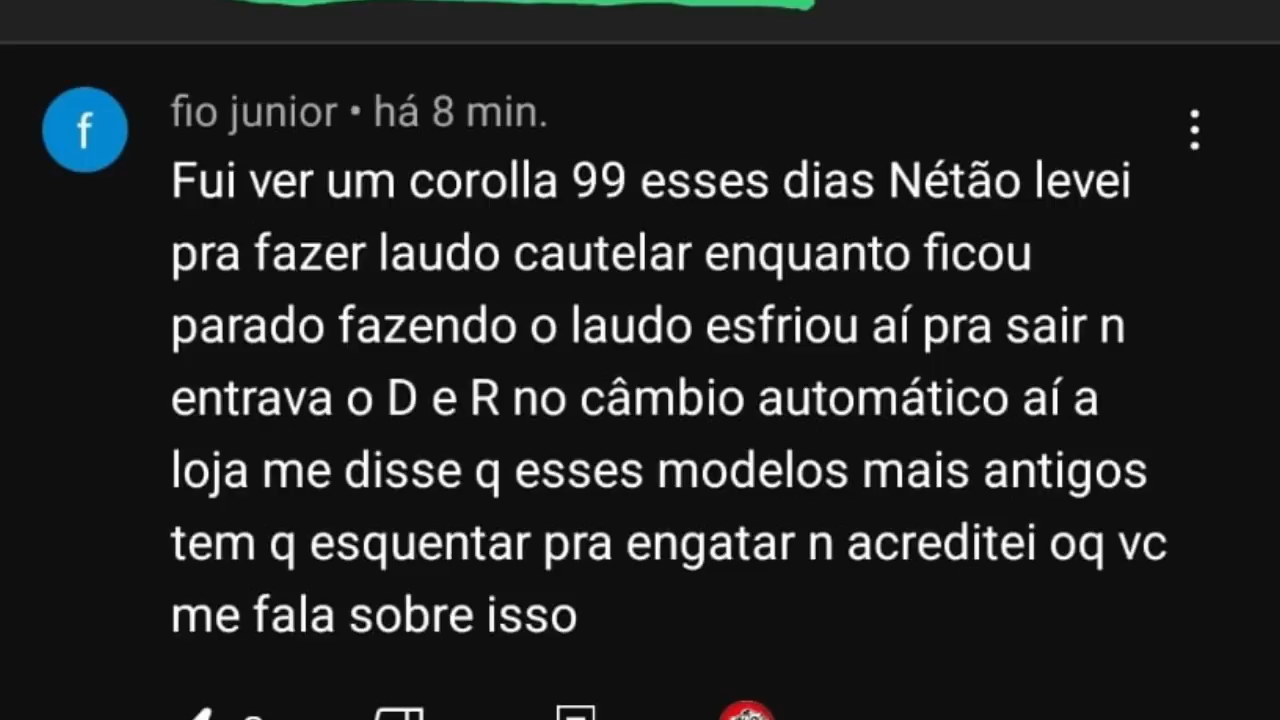 f
fio junior • há 8 min.
Fui ver um corolla 99 esses dias Nétão levei
pra fazer laudo cautelar enquanto ficou
parado fazendo o laudo esfriou aí pra sair n
entrava o D e R no câmbio automático aí a
loja me disse q esses modelos mais antigos
tem q esquentar pra engatar n acreditei oq vc
me fala sobre isso